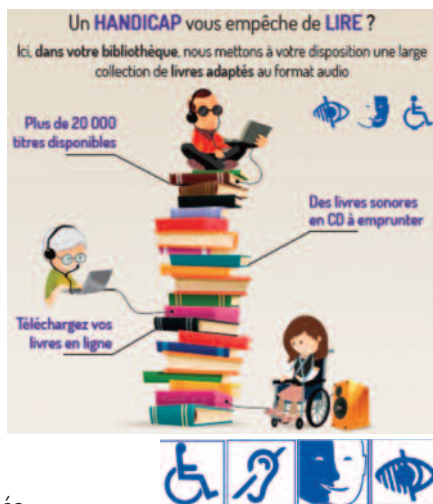 Un HANDICAP vous empêche de LIRE ?
Ici, dans votre bibliothèque, nous mettons à votre disposition une large
collection de livres adaptés au format audio
Plus de 20 000
titres disponibles
Des livres sonores
en CD à emprunter
Téléchargez vos
livres en ligne